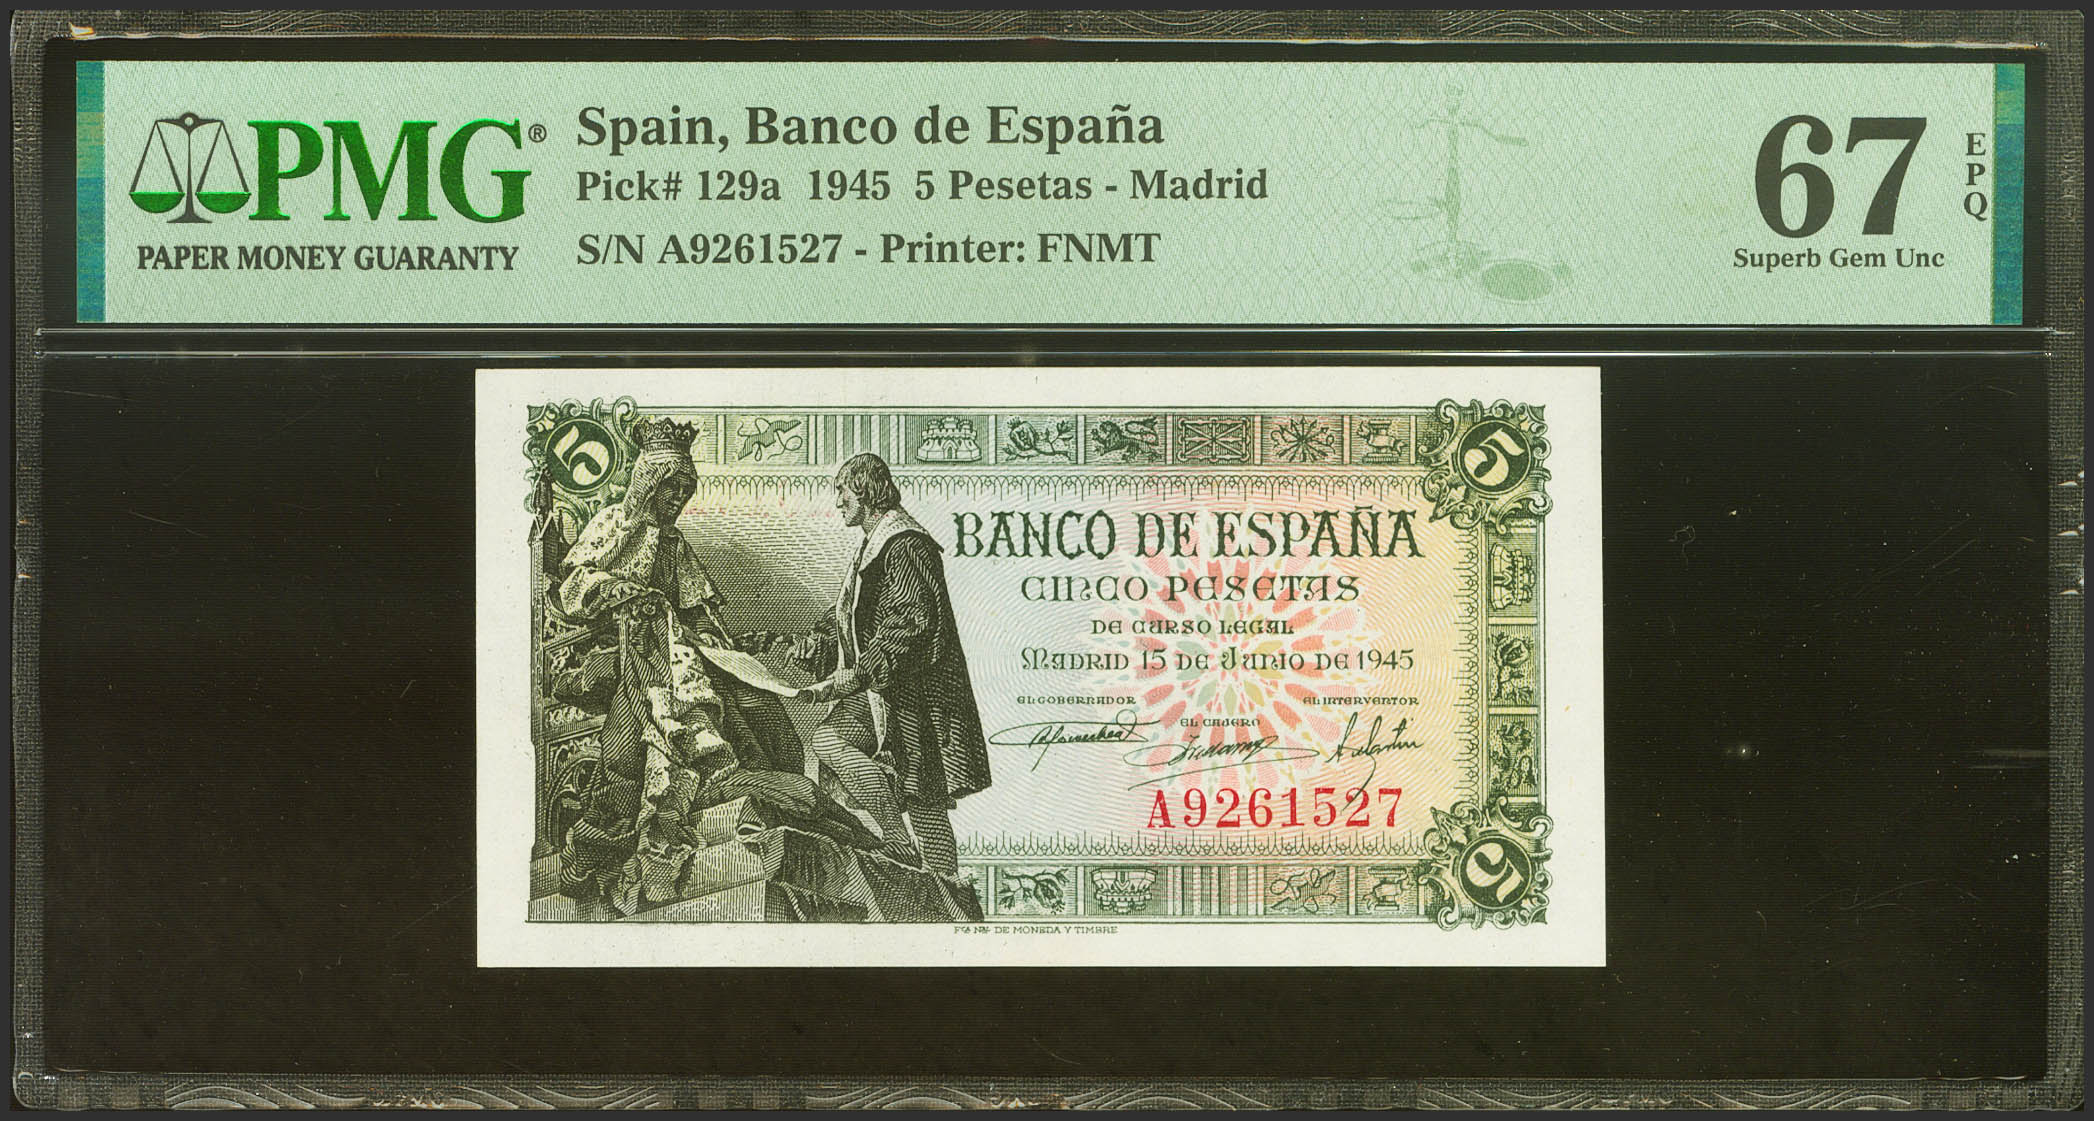 PMG®
PAPER MONEY GUARANTY
Spain, Banco de España
Pick# 129a 1945 5 Pesetas - Madrid
S/N A9261527 - Printer: FNMT
67
EPQ
Superb Gem Unc
5
5
BANCO DE ESPAÑA
CINCO PESETAS
DE CURSO LEGAL
MADRID 15 DE JUNIO DE 1945
EL GOBERNADOR
EL CAJERO
EL INTERVENTOR
A9261527
5
FCA NAL DE MONEDA Y TIMBRE